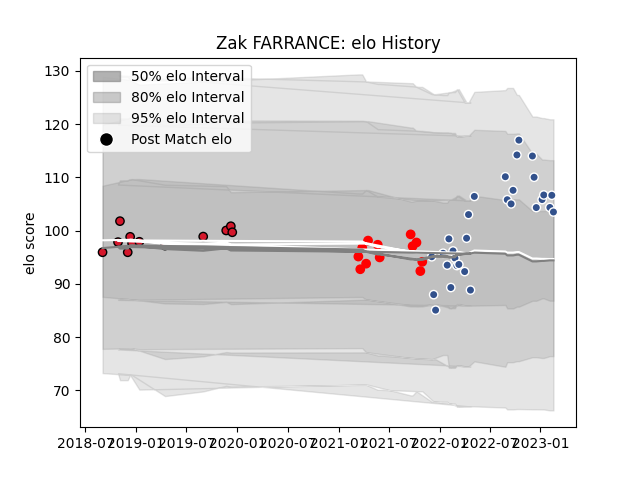 Zak FARRANCE: elo History
50% elo Interval
80% elo Interval
95% elo Interval
Post Match elo
elo score
130
120
110
100
90
80
70
2018-07 2019-01 2019-07 2020-01 2020-07 2021-01 2021-07 2022-01 2022-07 2023-01